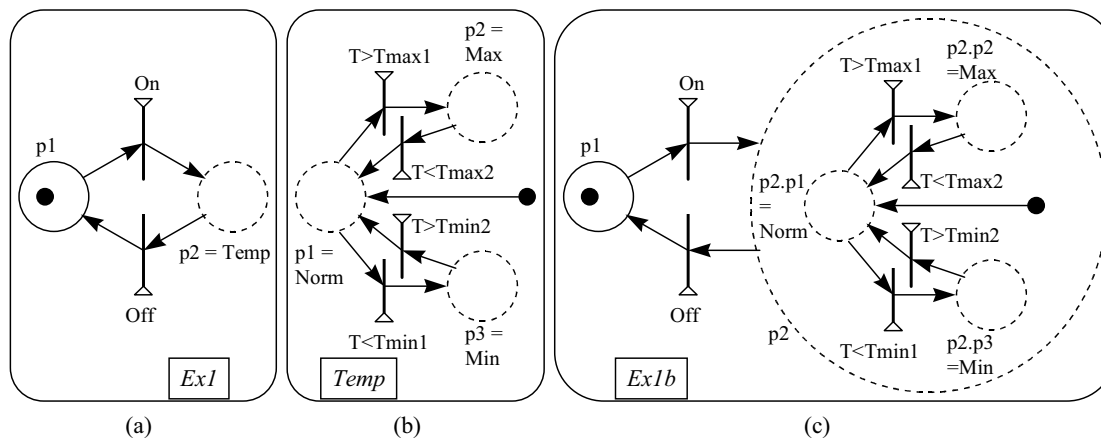 On
p1
p2 = Temp
Off
Ex1
(a)
p2 =
Max
T>Tmax1
T<Tmax2
T>Tmin2
p1 =
Norm
p3 =
Min
T<Tmin1
Temp
(b)
On
p1
T>Tmax1
p2.p2
=Max
T<Tmax2
p2.p1
=
Norm
T>Tmin2
Off
p2
T<Tmin1
p2.p3
=Min
Ex1b
(c)